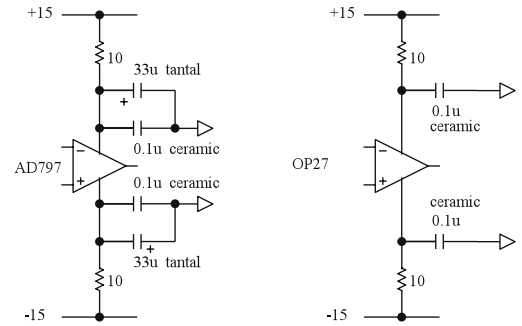 +15
10
33u tantal
+
0.1u ceramic
AD797
0.1u ceramic
+
33u tantal
10
-15
+15
10
0.1u
ceramic
OP27
ceramic
0.1u
10
-15